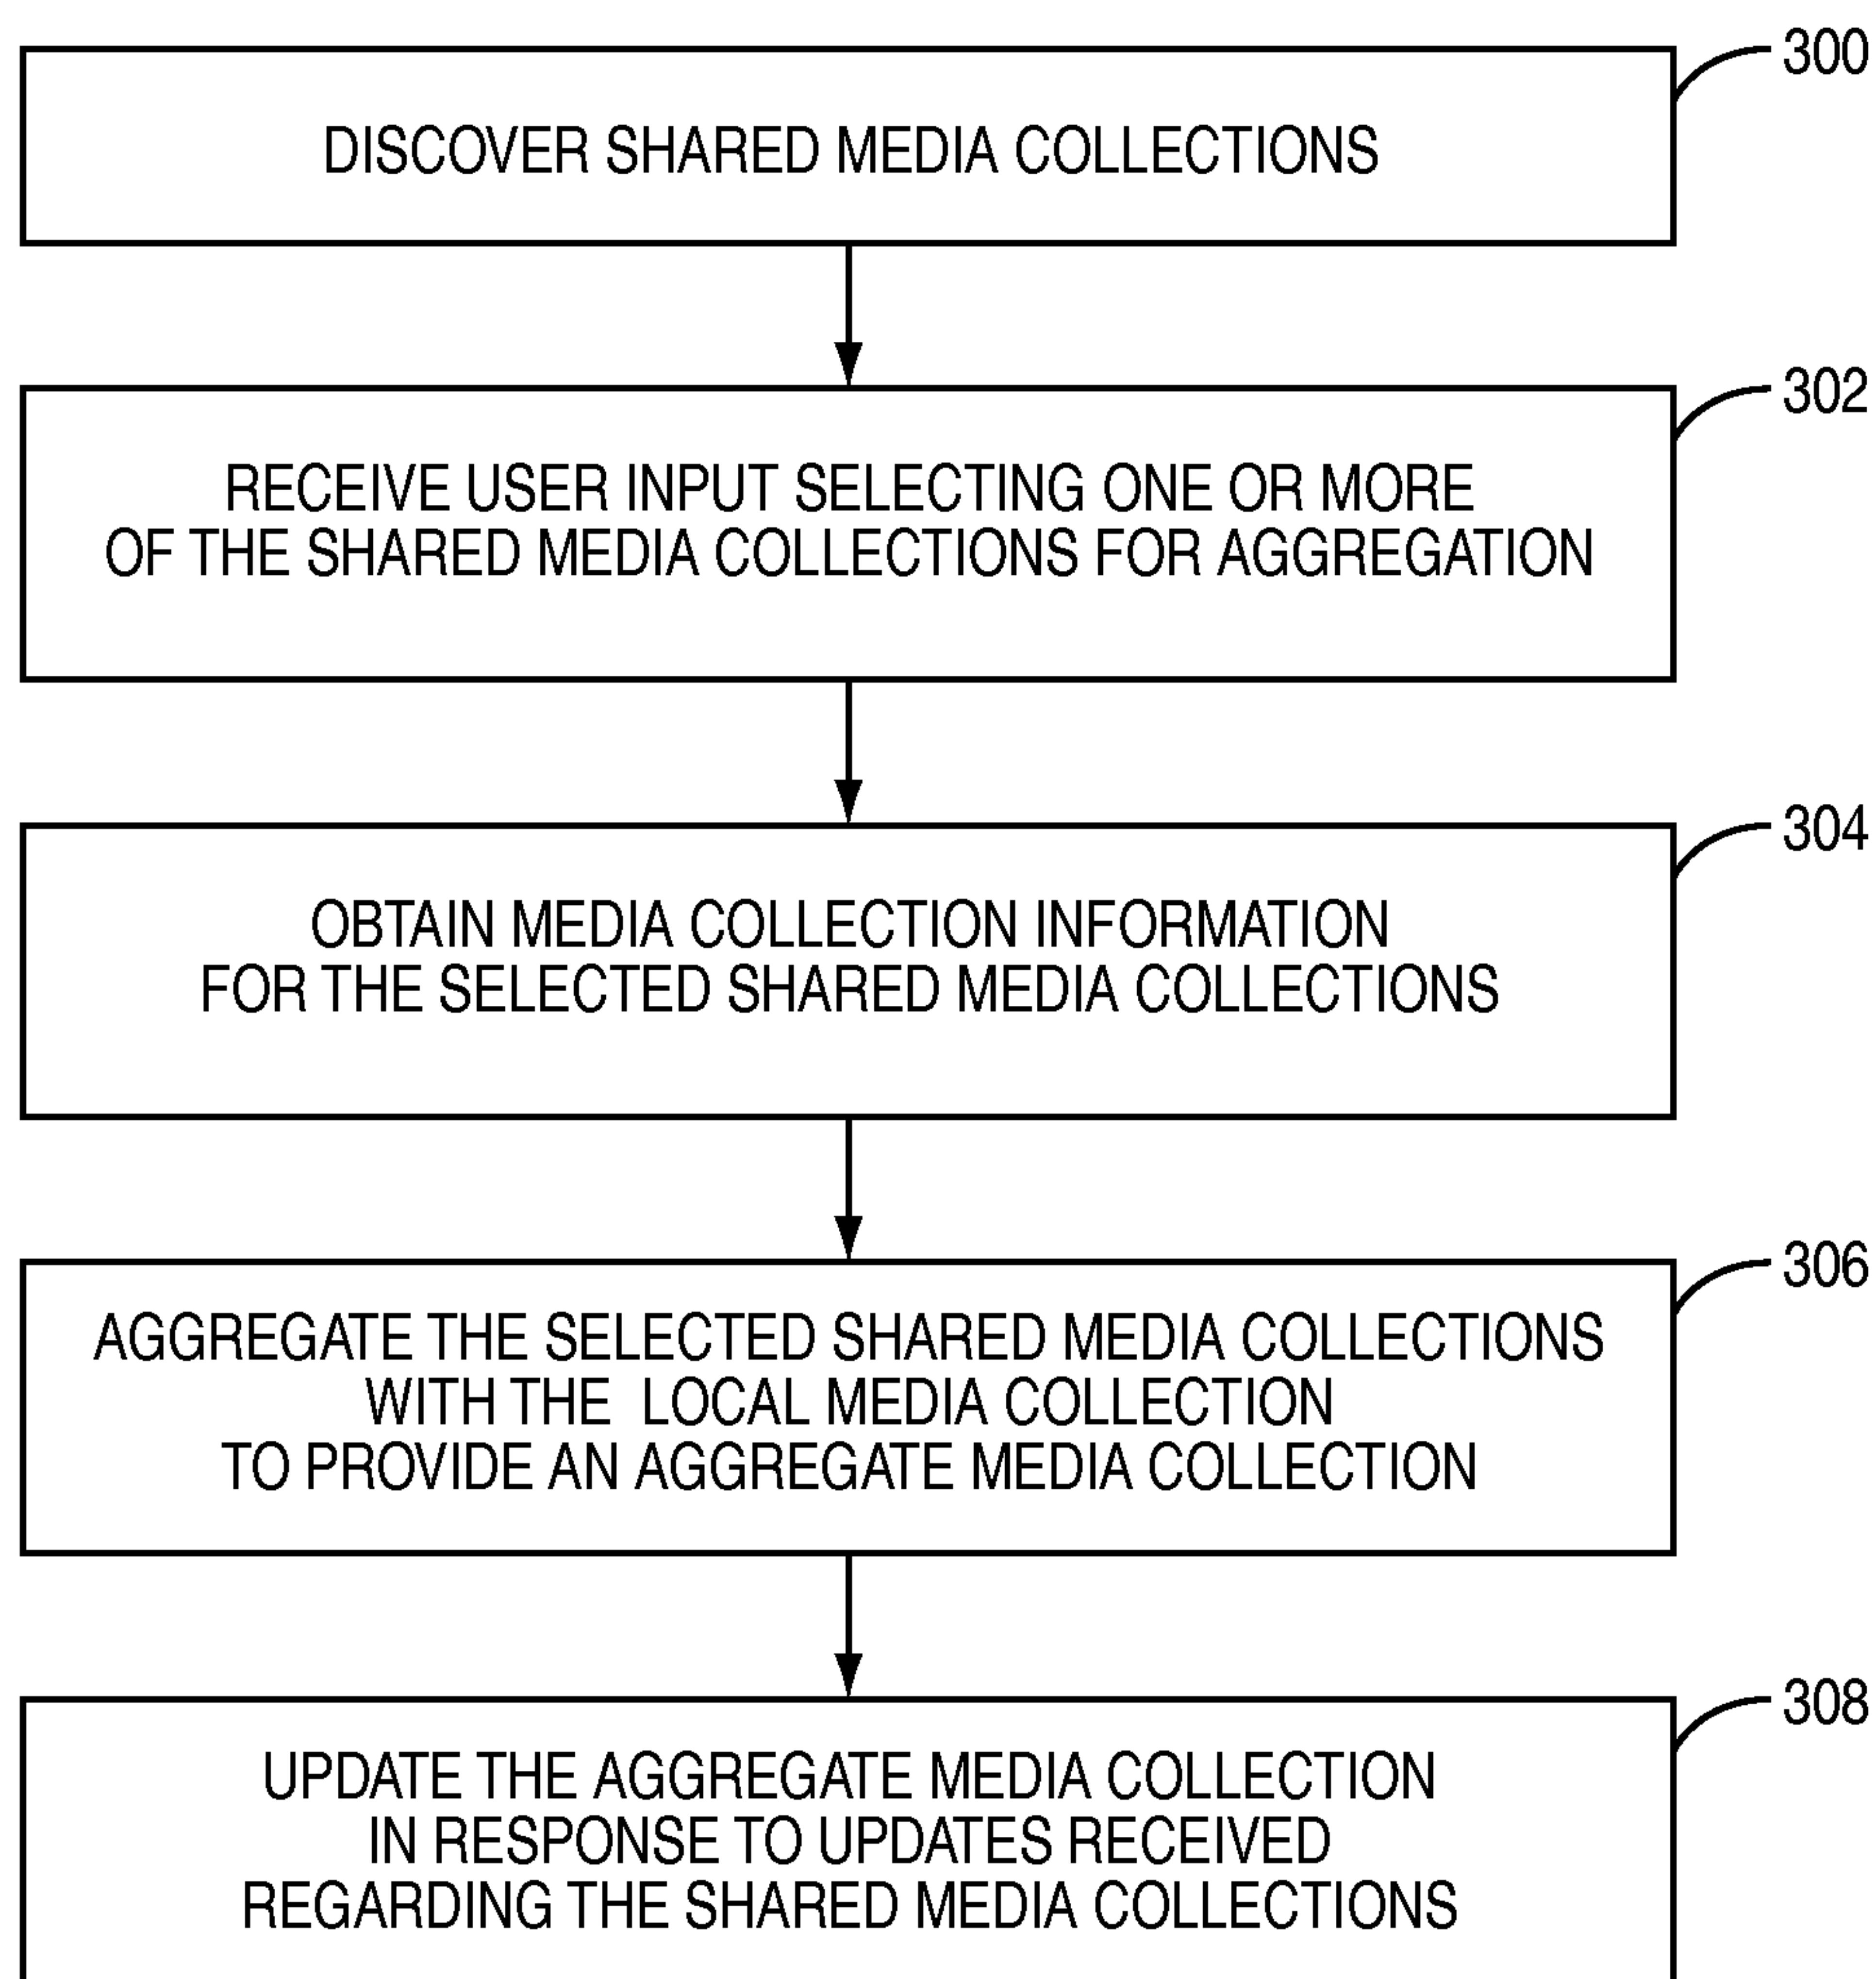 300
DISCOVER SHARED MEDIA COLLECTIONS
302
RECEIVE USER INPUT SELECTING ONE OR MORE
OF THE SHARED MEDIA COLLECTIONS FOR AGGREGATION
304
OBTAIN MEDIA COLLECTION INFORMATION
FOR THE SELECTED SHARED MEDIA COLLECTIONS
306
AGGREGATE THE SELECTED SHARED MEDIA COLLECTIONS
WITH THE LOCAL MEDIA COLLECTION
TO PROVIDE AN AGGREGATE MEDIA COLLECTION
308
UPDATE THE AGGREGATE MEDIA COLLECTION
IN RESPONSE TO UPDATES RECEIVED
REGARDING THE SHARED MEDIA COLLECTIONS